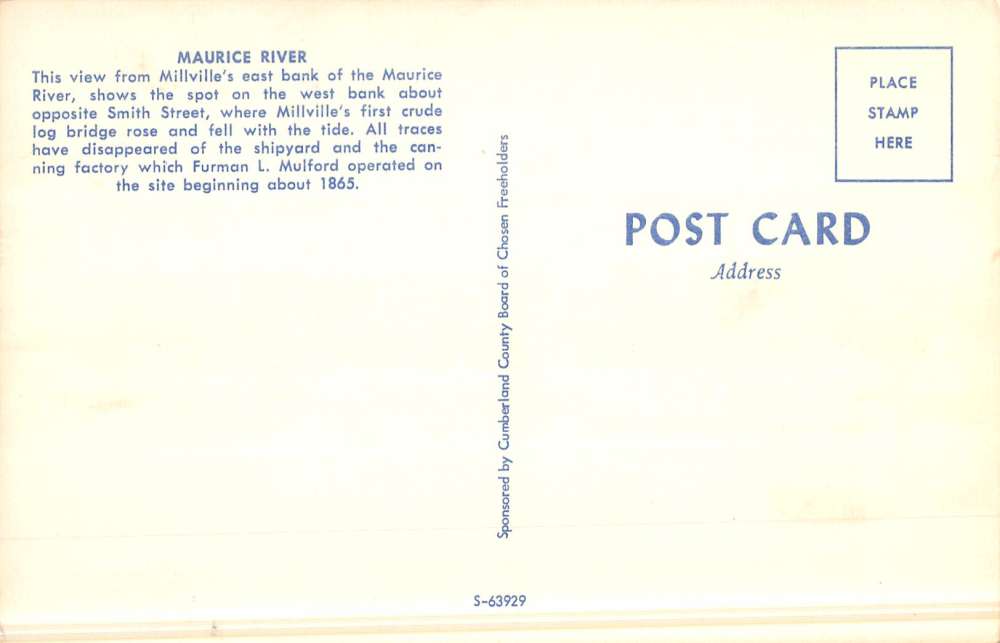 MAURICE RIVER
This view from Millville's east bank of the Maurice
River, shows the spot on the west bank about
opposite Smith Street, where Millville's first crude
log bridge rose and fell with the tide. All traces
have disappeared of the shipyard and the can-
ning factory which Furman L. Mulford operated on
the site beginning about 1865.
Sponsored by Cumberland County Board of Chosen Freeholders
PLACE
STAMP
HERE
POST CARD
Address
S-63929